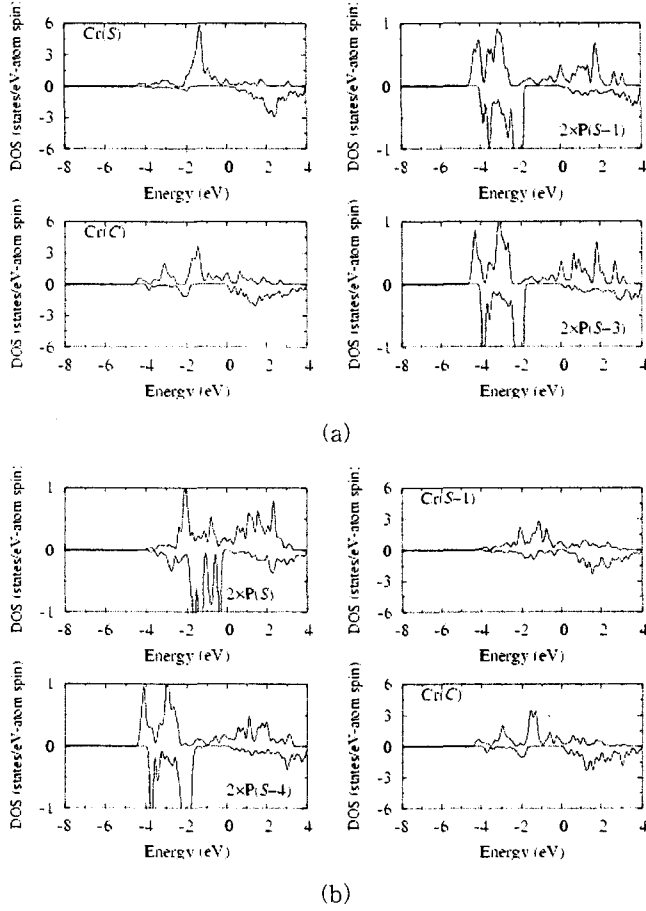 DOS (states/eV-atom spin)
6
3
0
-3
-6
Cr(S)
-8 -6 -4 -2 0 2 4
Energy (eV)
DOS (states/eV-atom spin)
1
0
-1
2×P(S−1)
-8 -6 -4 -2 0 2 4
Energy (eV)
DOS (states/eV-atom spin)
6
3
0
-3
-6
Cr(C)
-8 -6 -4 -2 0 2 4
Energy (eV)
DOS (states/eV-atom spin)
1
0
-1
2×P(S−3)
-8 -6 -4 -2 0 2 4
Energy (eV)
(a)
DOS (states/eV-atom spin)
1
0
-1
2×P(S)
-8 -6 -4 -2 0 2 4
Energy (eV)
DOS (states/eV-atom spin)
6
3
0
-3
-6
Cr(S−1)
-8 -6 -4 -2 0 2 4
Energy (eV)
DOS (states/eV-atom spin)
1
0
-1
2×P(S−4)
-8 -6 -4 -2 0 2 4
Energy (eV)
DOS (states/eV-atom spin)
6
3
0
-3
-6
Cr(C)
-8 -6 -4 -2 0 2 4
Energy (eV)
(b)